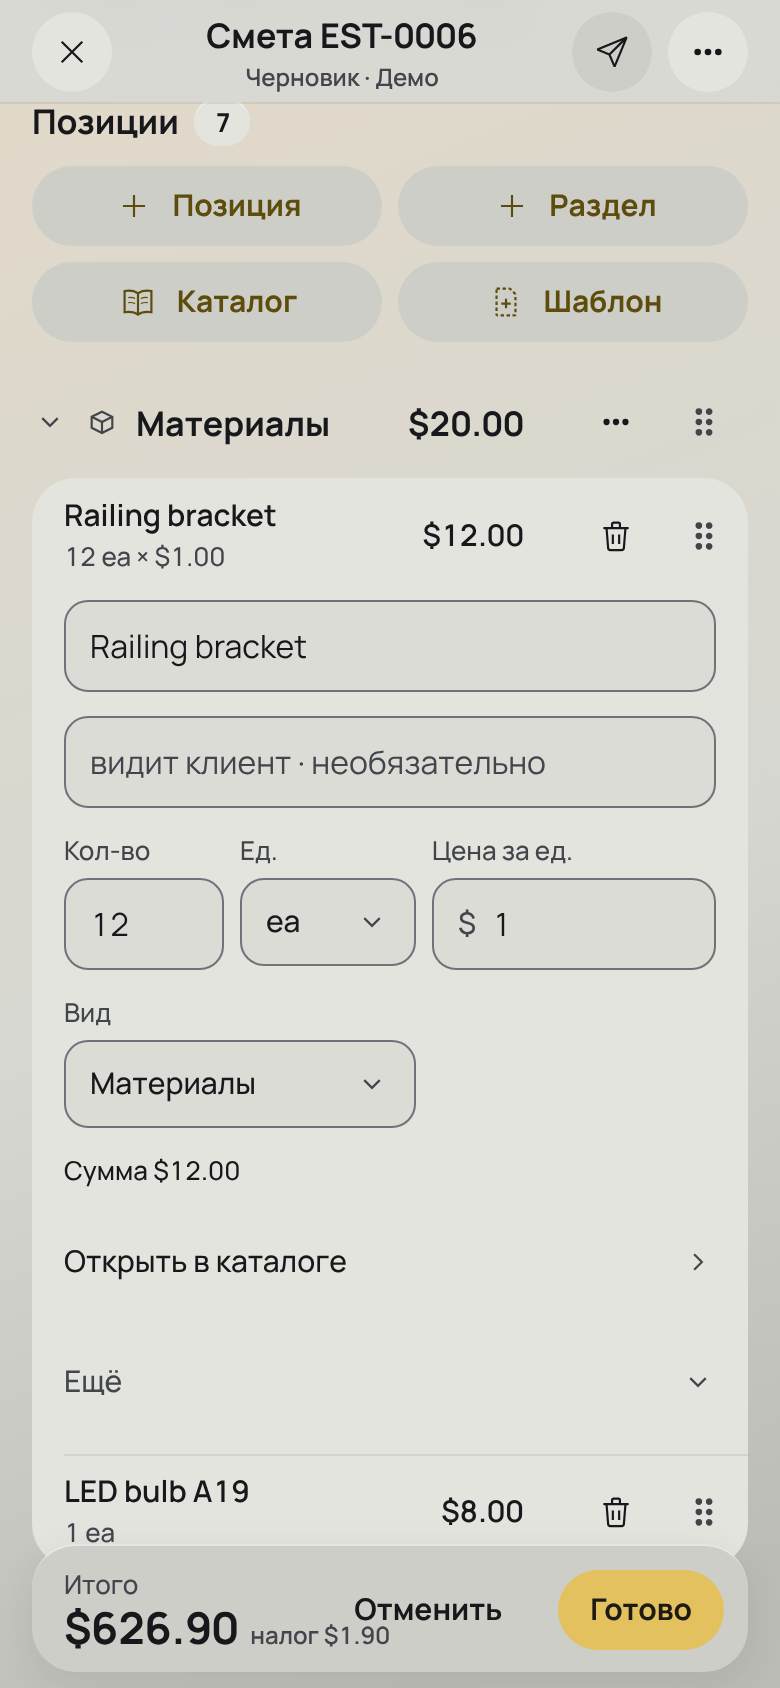 Смета EST-0006
Черновик · Демо
Позиции 7
Позиция
Раздел
Каталог
Шаблон
Материалы $20.00
Railing bracket
$12.00
12 ea × $1.00
Railing bracket
видит клиент · необязательно
Кол-во Ед. Цена за ед.
12 ea $ 1
Вид
Материалы
Сумма $12.00
Открыть в каталоге
Ещё
LED bulb A19
$8.00
1 ea
Итого
$626.90 налог $1.90
Отменить
Готово